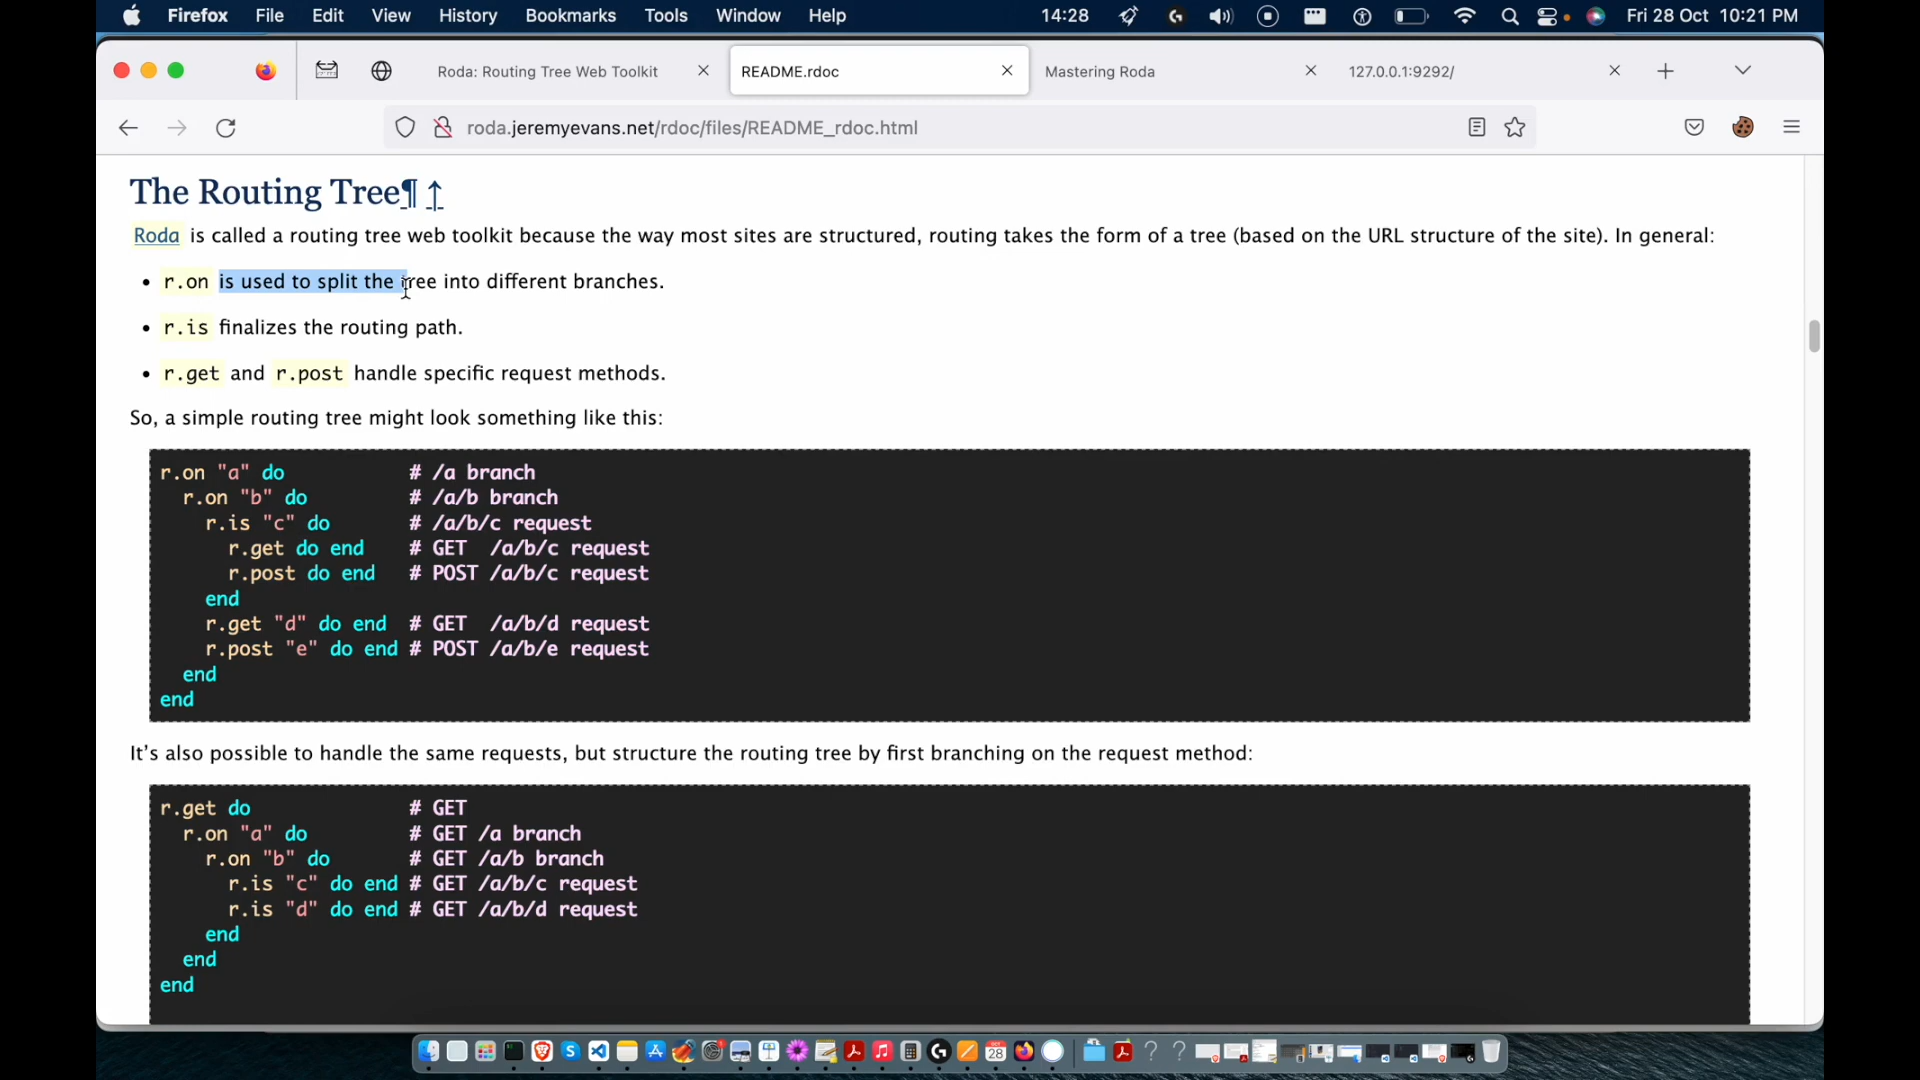 Firefox File Edit View History Bookmarks Tools Window Help 14:28 Fri 28 Oct 10:21 PM
Roda: Routing Tree Web Toolkit README.rdoc Mastering Roda 127.0.0.1:9292/
roda.jeremyevans.net/rdoc/files/README_rdoc.html
The Routing Tree¶ ↑
Roda is called a routing tree web toolkit because the way most sites are structured, routing takes the form of a tree (based on the URL structure of the site). In general:
• r.on is used to split the tree into different branches.
• r.is finalizes the routing path.
• r.get and r.post handle specific request methods.
So, a simple routing tree might look something like this:
r.on "a" do # /a branch
r.on "b" do # /a/b branch
r.is "c" do # /a/b/c request
r.get do end # GET /a/b/c request
r.post do end # POST /a/b/c request
end
r.get "d" do end # GET /a/b/d request
r.post "e" do end # POST /a/b/e request
end
end
It's also possible to handle the same requests, but structure the routing tree by first branching on the request method:
r.get do # GET
r.on "a" do # GET /a branch
r.on "b" do # GET /a/b branch
r.is "c" do end # GET /a/b/c request
r.is "d" do end # GET /a/b/d request
end
end
end